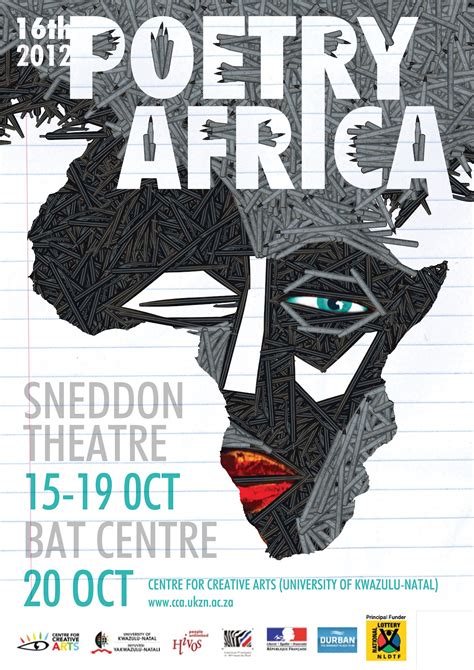 16th
2012
POETRY
AFRICA
SNEDDON
THEATRE
15-19 OCT
BAT CENTRE
20 OCT
CENTRE FOR CREATIVE ARTS (UNIVERSITY OF KWAZULU-NATAL)
www.cca.ukzn.ac.za
Principal Funder
CENTRE FOR CREATIVE
ARTS
UNIVERSITY OF
KWAZULU-NATAL
INYUVESI
YAKWAZULU-NATALI
people unlimited
Hivos
Liberté • Égalité • Fraternité
RÉPUBLIQUE FRANÇAISE
DURBAN
NATIONAL LOTTERY
NLDTF